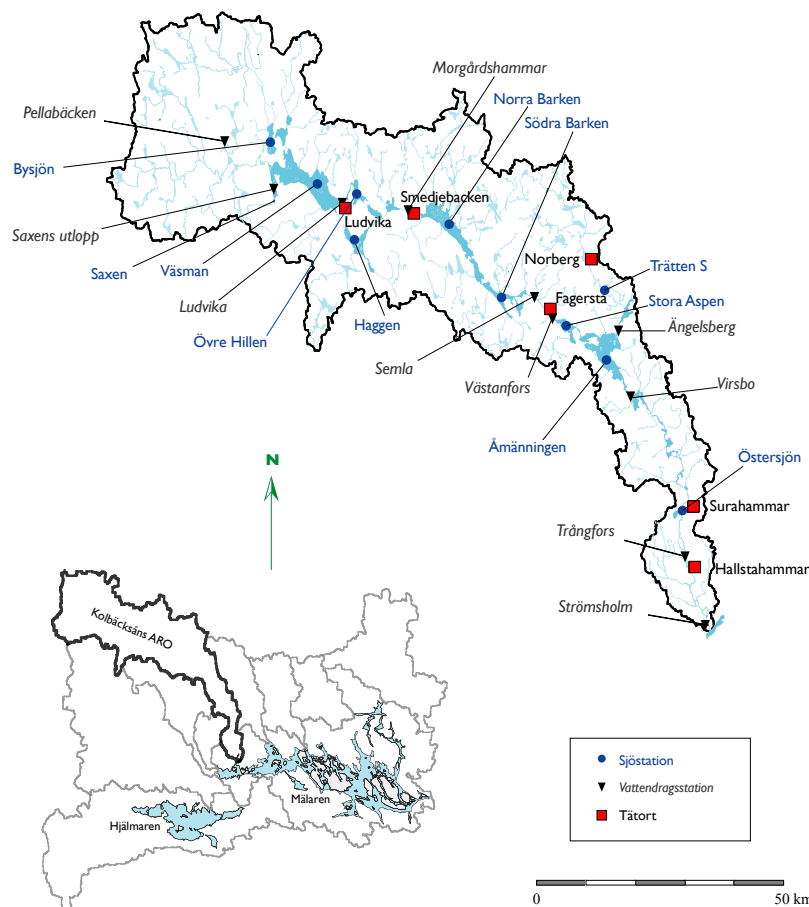 Morgårdshammar
Norra Barken
Pellabäcken
Södra Barken
Bysjön
Smedjebacken
Saxens utlopp
Ludvika
Saxen
Väsman
Norberg
Trätten S
Ludvika
Fagersta
Stora Aspen
Övre Hillen
Haggen
Ängelsberg
Semla
Västanfors
Virsbo
Åmänningen
N
Östersjön
Surahammar
Trångfors
Hallstahammar
Strömsholm
Kolbäcksåns ARO
Sjöstation
Vattendragsstation
Mälaren
Tätort
Hjälmaren
0 50 km